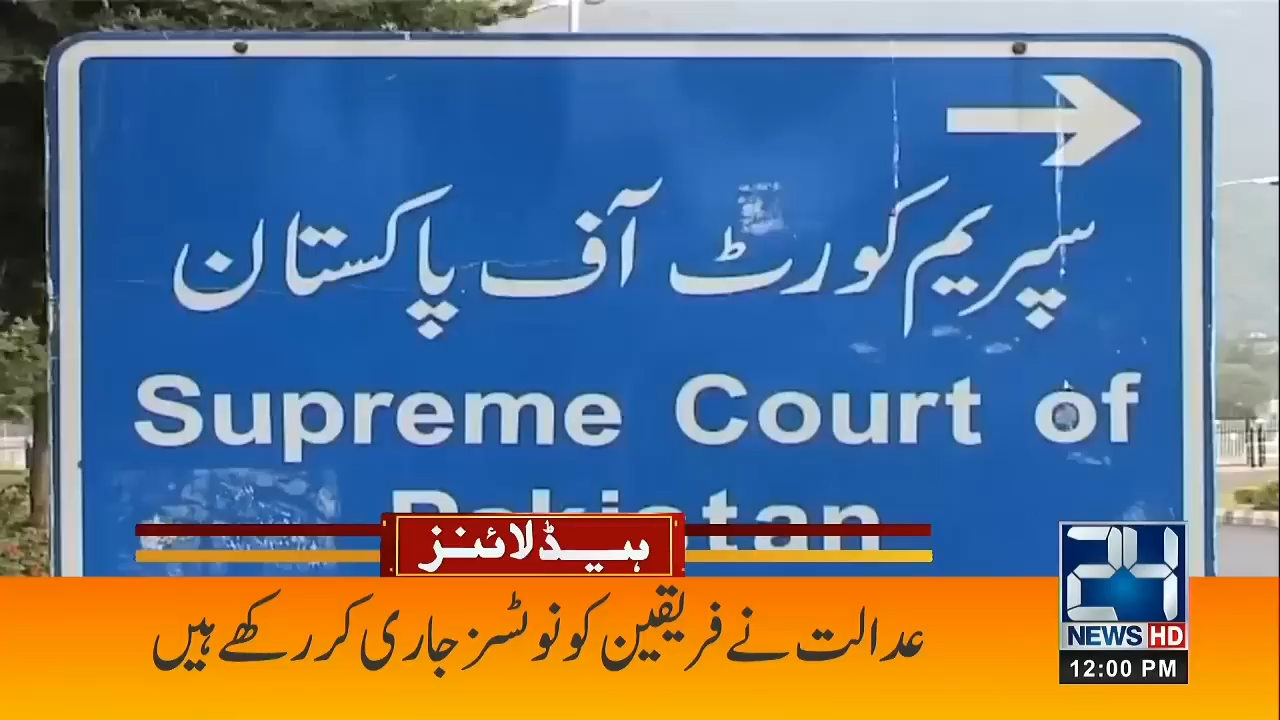 سپریم کورٹ آف پاکستان
Supreme Court of
Pakistan
ہیڈلائنز
عدالت نے فریقین کو نوٹسز جاری کر رکھے ہیں
24
NEWS HD
12:00 PM